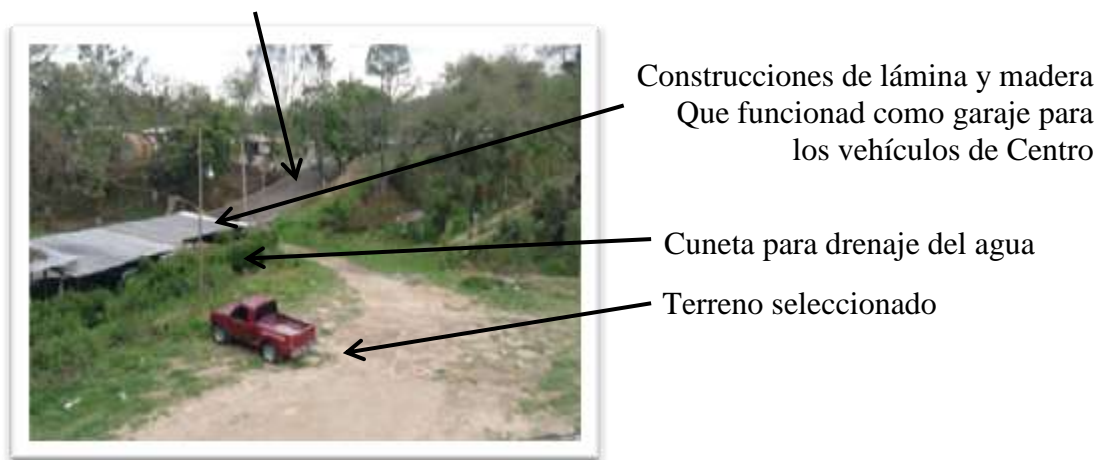 Construcciones de lámina y madera
Que funcionad como garaje para
los vehículos de Centro
Cuneta para drenaje del agua
Terreno seleccionado